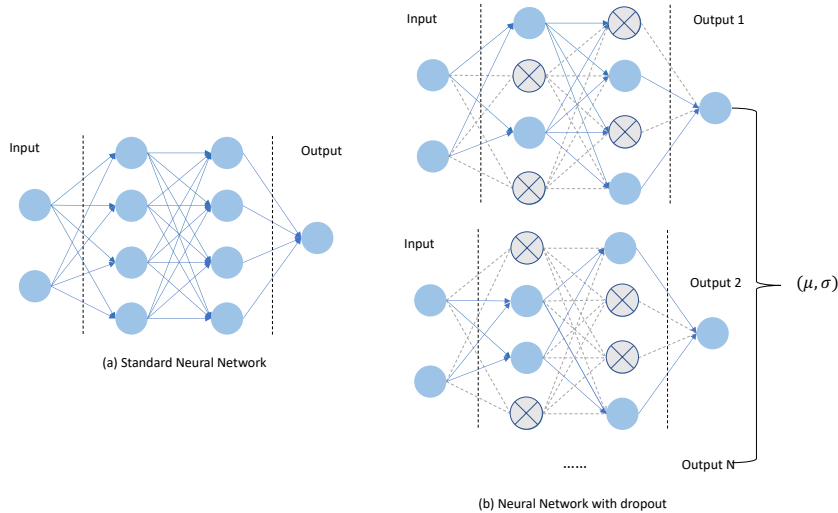 Input
Output
(a) Standard Neural Network
Input
Output 1
Input
Output 2
(μ, σ)
......
Output N
(b) Neural Network with dropout